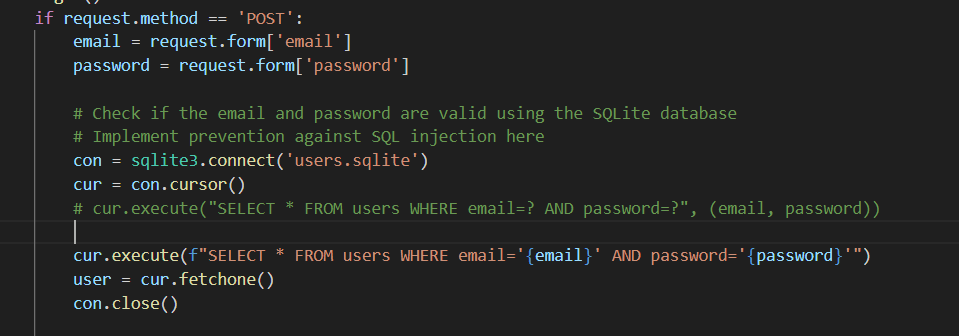 if request.method == 'POST':
email = request.form['email']
password = request.form['password']
# Check if the email and password are valid using the SQLite database
# Implement prevention against SQL injection here
con = sqlite3.connect('users.sqlite')
cur = con.cursor()
# cur.execute("SELECT * FROM users WHERE email=? AND password=?", (email, password))
cur.execute(f"SELECT * FROM users WHERE email='{email}' AND password='{password}'")
user = cur.fetchone()
con.close()